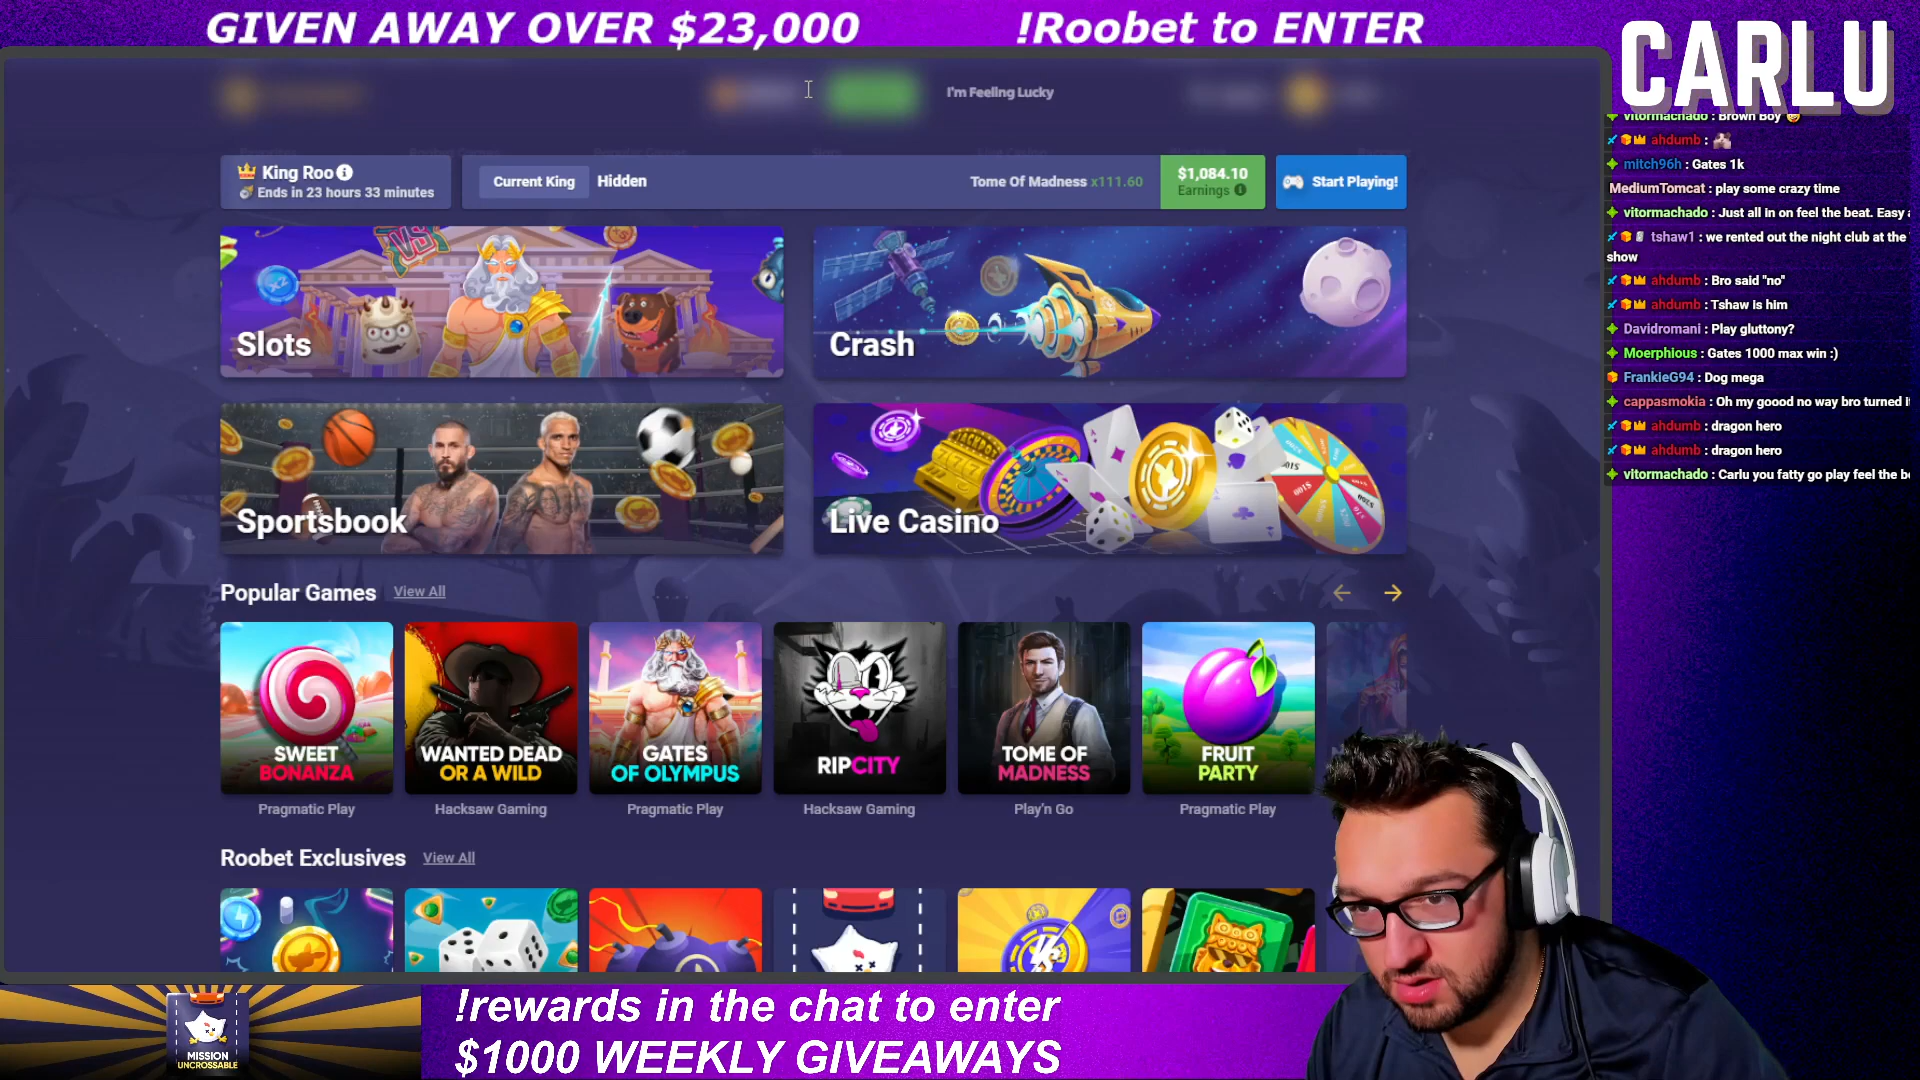 GIVEN AWAY OVER $23,000
!Roobet to ENTER
CARLU
I'm Feeling Lucky
King Roo
Ends in 23 hours 33 minutes
Current King
Hidden
Tome Of Madness x111.60
$1,084.10
Earnings
Start Playing!
VS
X2
Slots
Crash
Sportsbook
Live Casino
Popular Games
View All
SWEET
BONANZA
Pragmatic Play
WANTED DEAD
OR A WILD
Hacksaw Gaming
GATES
OF OLYMPUS
Pragmatic Play
RIPCITY
Hacksaw Gaming
TOME OF
MADNESS
Play'n Go
FRUIT
PARTY
Pragmatic Play
Roobet Exclusives
View All
vitormachado : Brown Boy
ahdumb :
mitch96h : Gates 1k
MediumTomcat : play some crazy time
vitormachado : Just all in on feel the beat. Easy
tshaw1 : we rented out the night club at the
show
ahdumb : Bro said "no"
ahdumb : Tshaw is him
Davidromani : Play gluttony?
Moerphious : Gates 1000 max win :)
FrankieG94 : Dog mega
cappasmokia : Oh my goood no way bro turned
ahdumb : dragon hero
ahdumb : dragon hero
vitormachado : Carlu you fatty go play feel the
MISSION
UNCROSSABLE
!rewards in the chat to enter
$1000 WEEKLY GIVEAWAYS